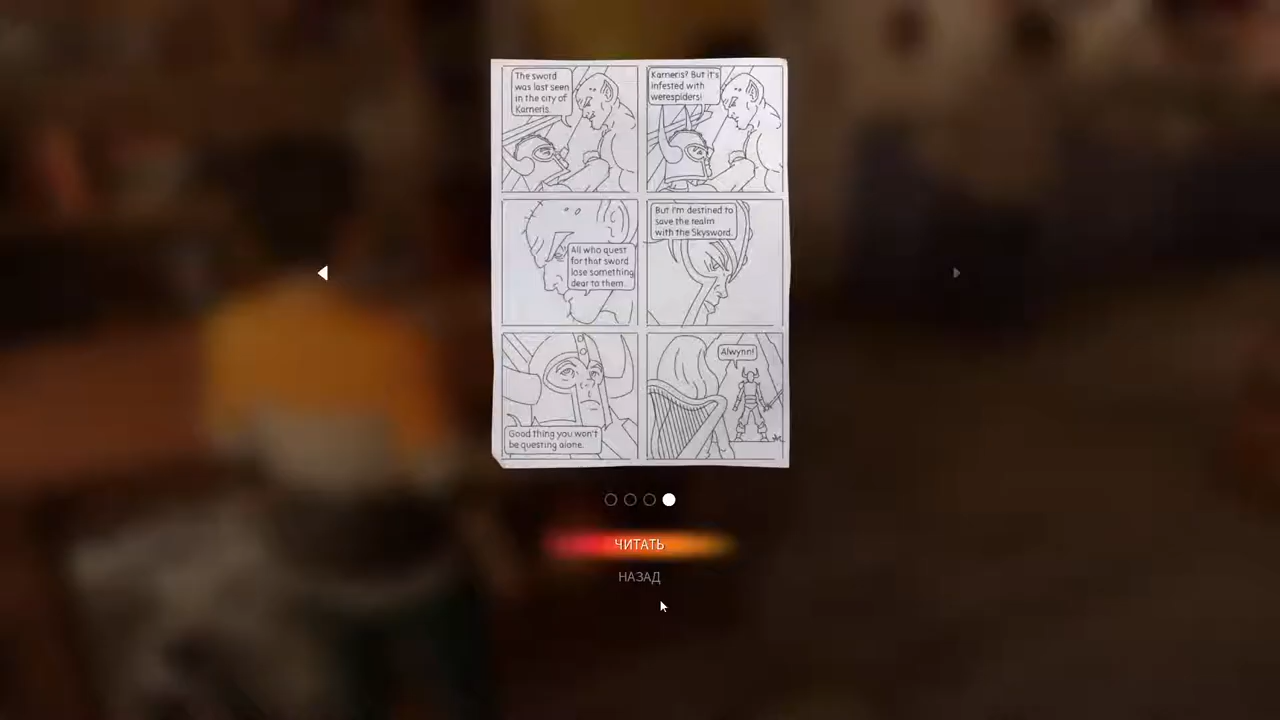 The sword
was last seen
in the city of
Karneris.
Karneris? But it's
infested with
werespiders!
All who quest
for that sword
lose something
dear to them.
But I'm destined to
save the realm
with the Skysword.
Good thing you won't
be questing alone.
Alwynn!
ЧИТАТЬ
НАЗАД